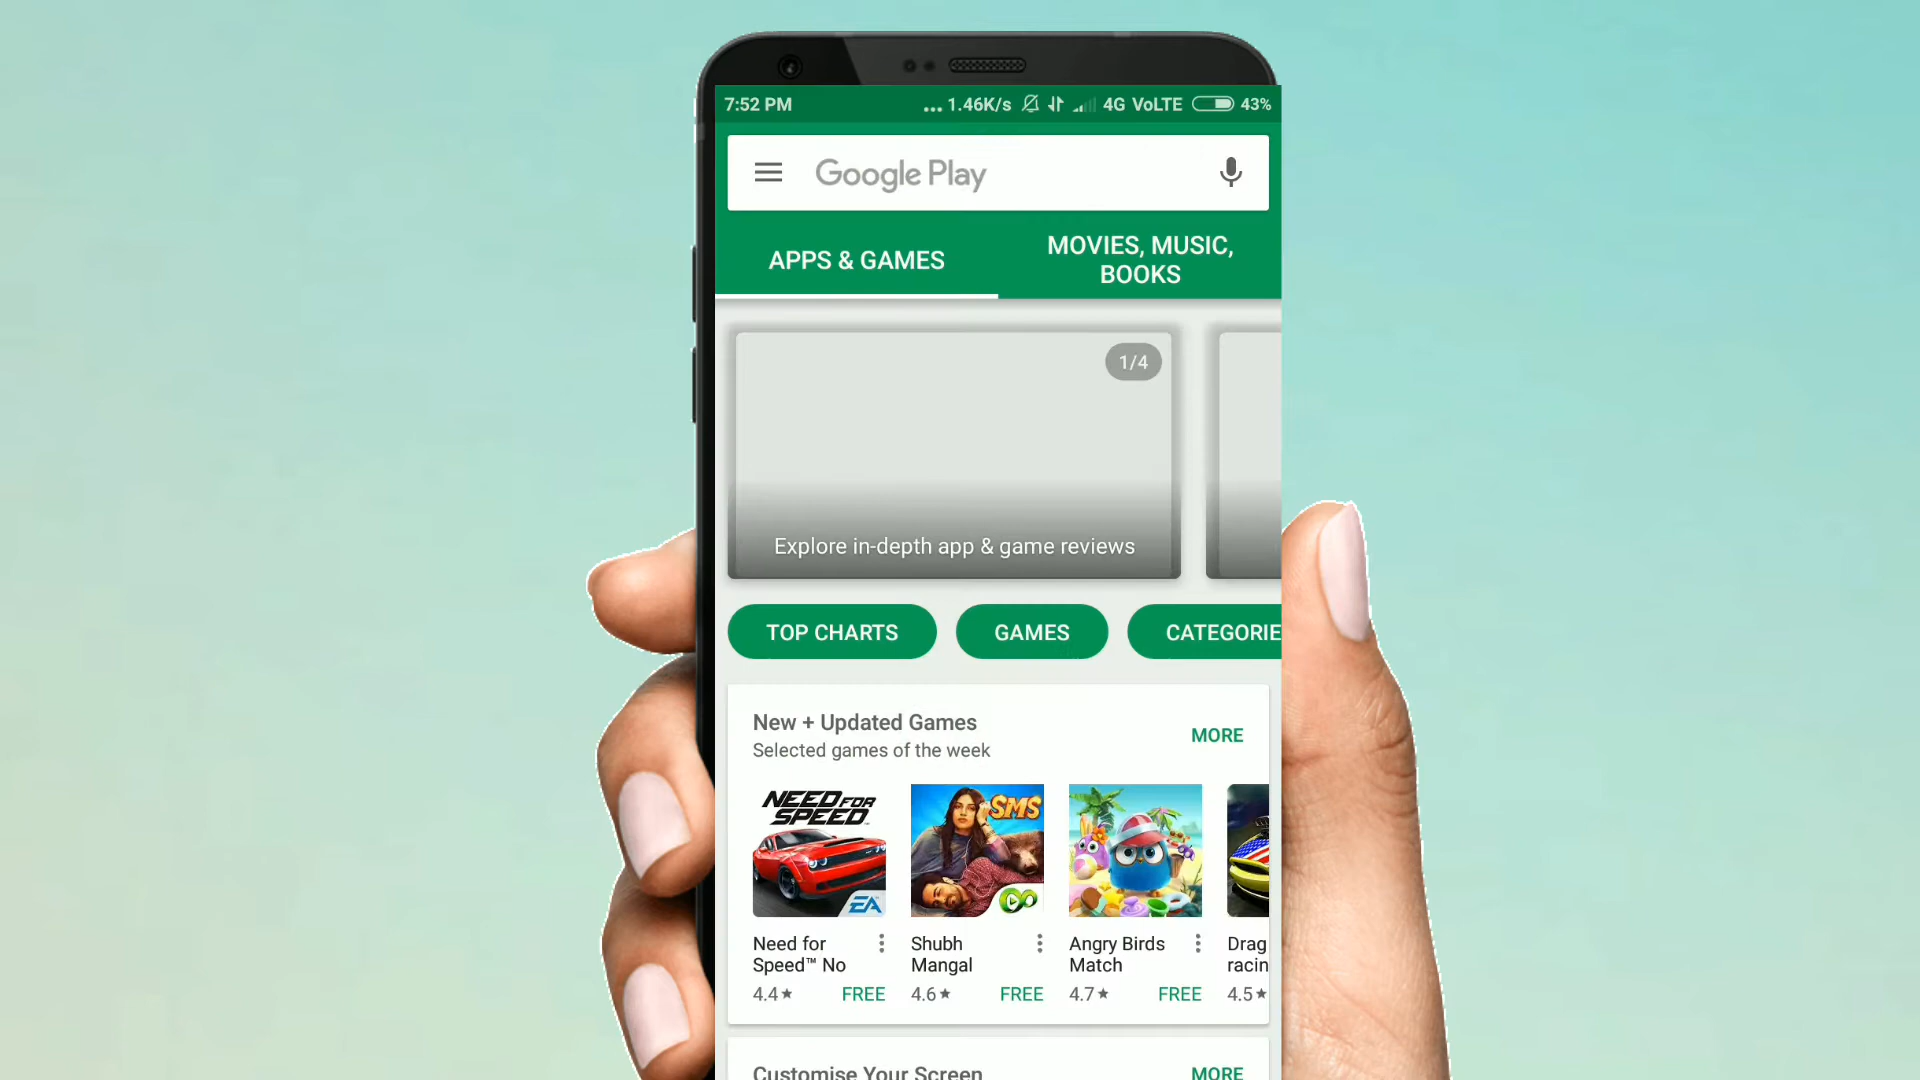 7:52 PM ... 1.46K/s 4G VoLTE 43%
Google Play
APPS & GAMES
MOVIES, MUSIC,
BOOKS
1/4
Explore in-depth app & game reviews
TOP CHARTS GAMES CATEGORIE
New + Updated Games
Selected games of the week
MORE
NEED FOR
SPEED
EA
SMS
Need for
Speed™ No
4.4★ FREE
Shubh
Mangal
4.6★ FREE
Angry Birds
Match
4.7★ FREE
Drag
racin
4.5★
Customise Your Screen
MORE